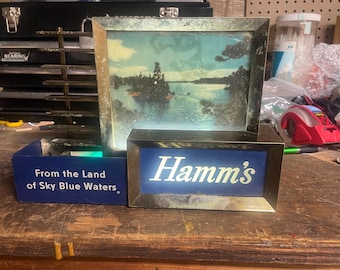 From the Land
of Sky Blue Waters®
Hamm's